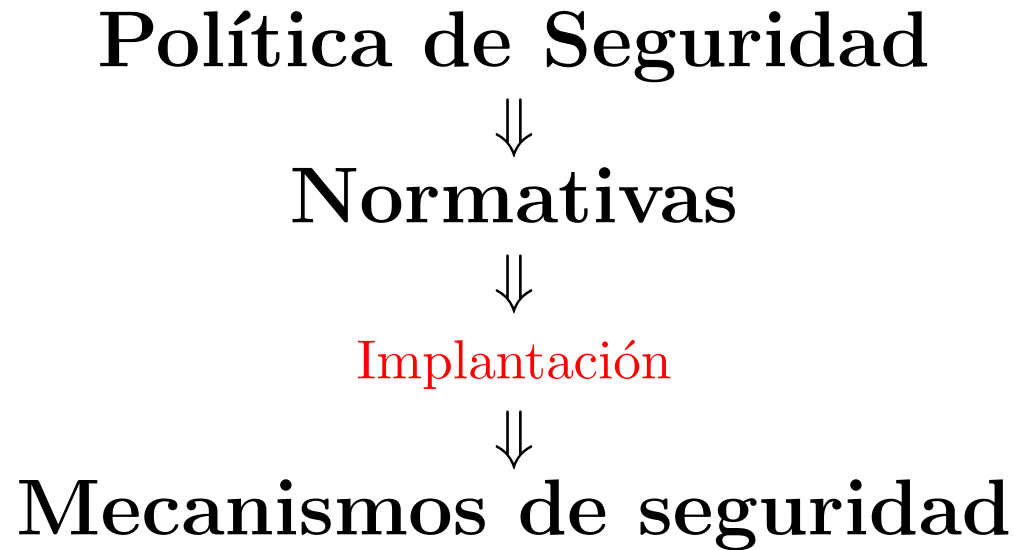 Política de Seguridad
⇓
Normativas
⇓
Implantación
⇓
Mecanismos de seguridad